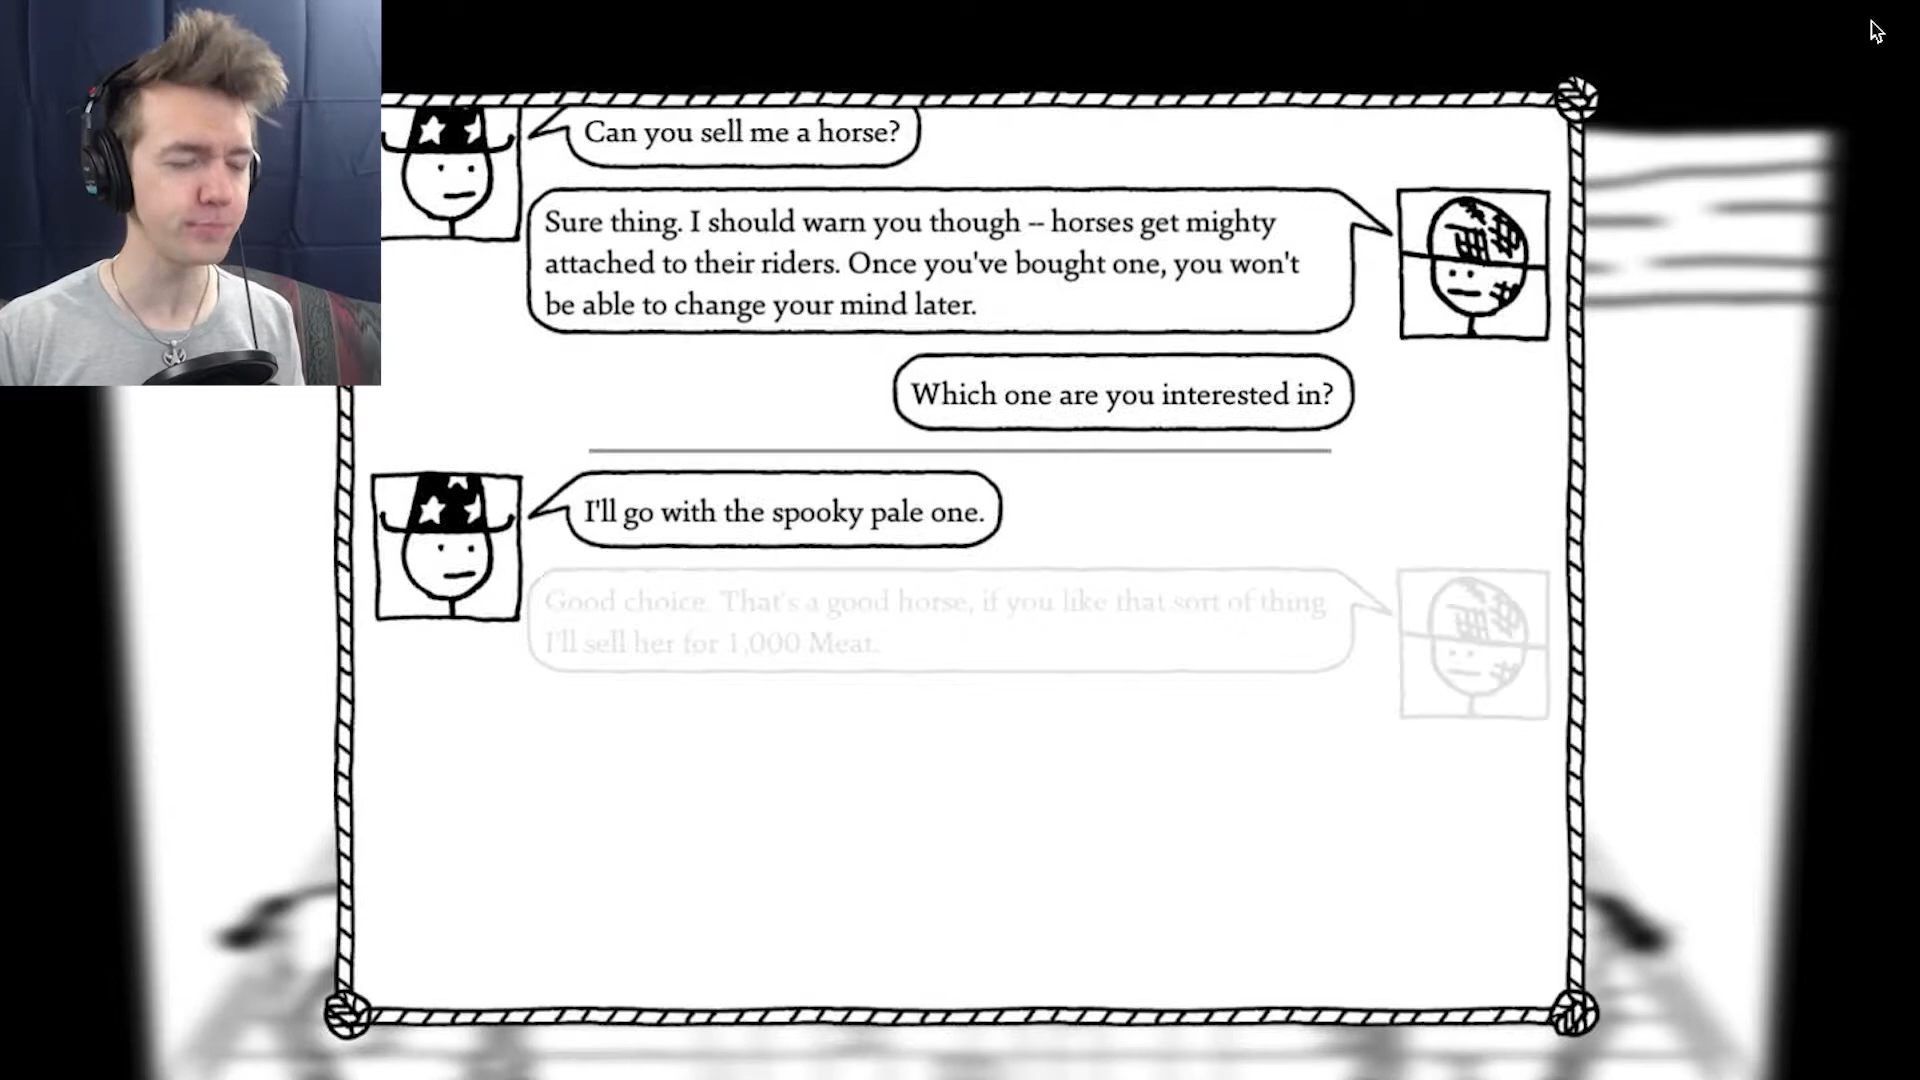 Can you sell me a horse?
Sure thing. I should warn you though – horses get mighty
attached to their riders. Once you've bought one, you won't
be able to change your mind later.
Which one are you interested in?
I'll go with the spooky pale one.
Good choice. That's a good horse, if you like that sort of thing.
I'll sell her for 1,000 Meat.